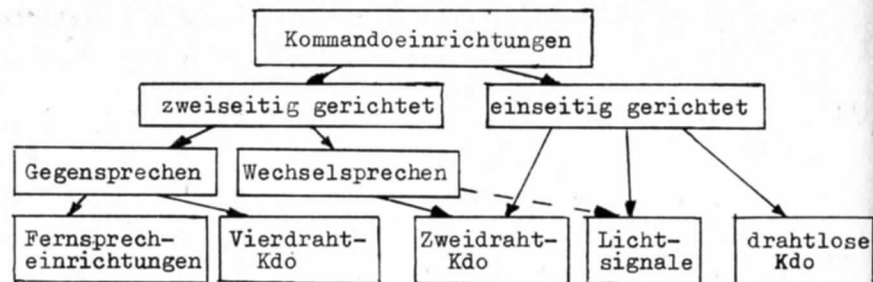 Kommandoeinrichtungen
zweiseitig gerichtet
einseitig gerichtet
Gegensprechen
Wechselsprechen
Fernsprech-
einrichtungen
Vierdraht-
Kdo
Zweidraht-
Kdo
Licht-
signale
drahtlose
Kdo